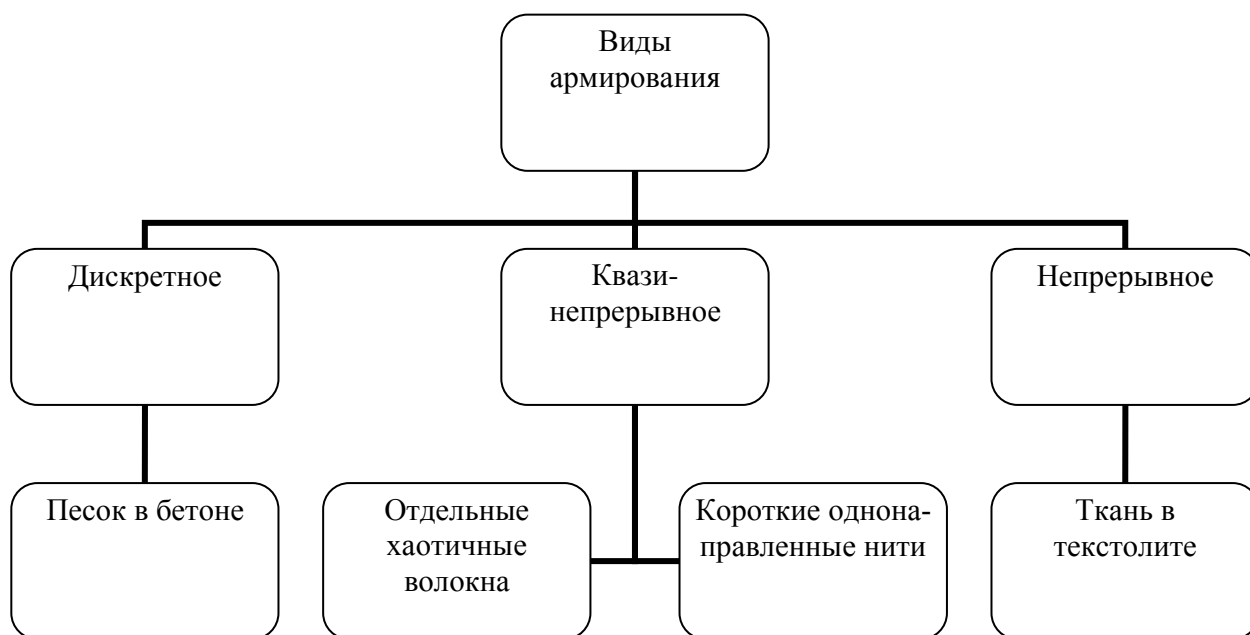 Виды
армирования
Дискретное
Квази-
непрерывное
Непрерывное
Песок в бетоне
Отдельные
хаотичные
волокна
Короткие однона-
правленные нити
Ткань в
текстолите